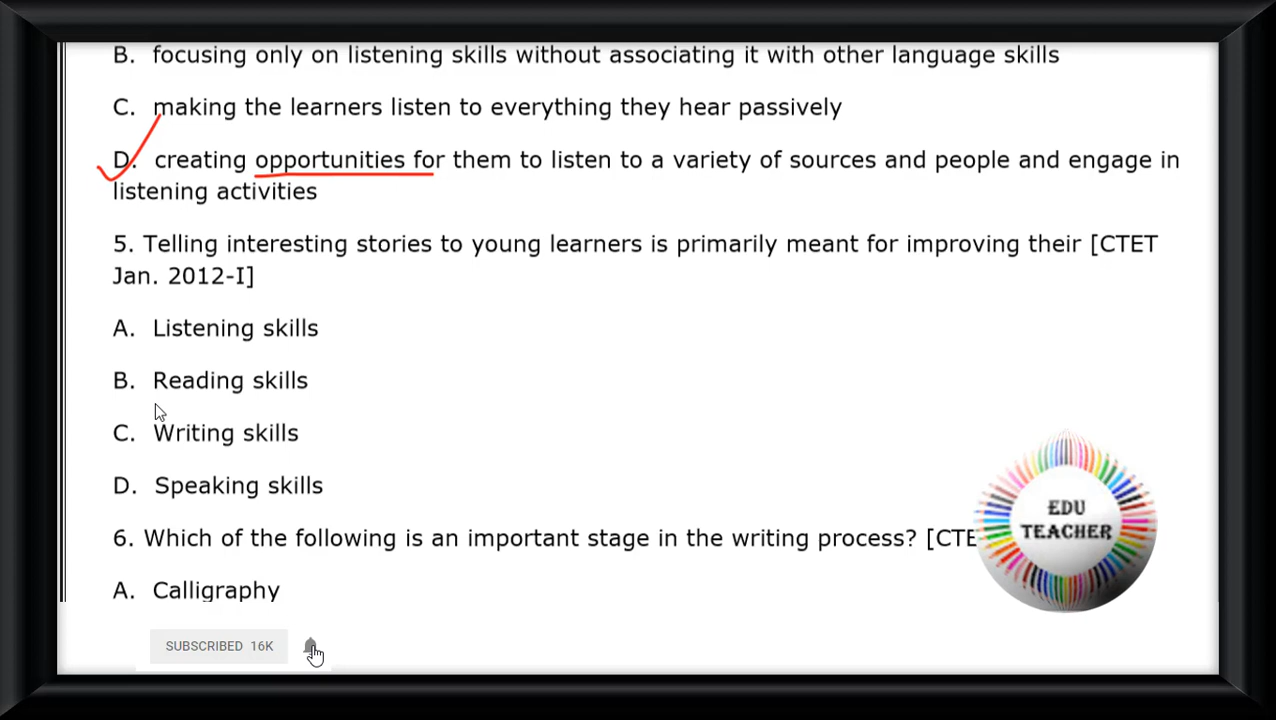 B. focusing only on listening skills without associating it with other language skills
C. making the learners listen to everything they hear passively
D. creating opportunities for them to listen to a variety of sources and people and engage in
listening activities
5. Telling interesting stories to young learners is primarily meant for improving their [CTET
Jan. 2012-I]
A. Listening skills
B. Reading skills
C. Writing skills
D. Speaking skills
6. Which of the following is an important stage in the writing process? [CTE
A. Calligraphy
EDU
TEACHER
SUBSCRIBED 16K